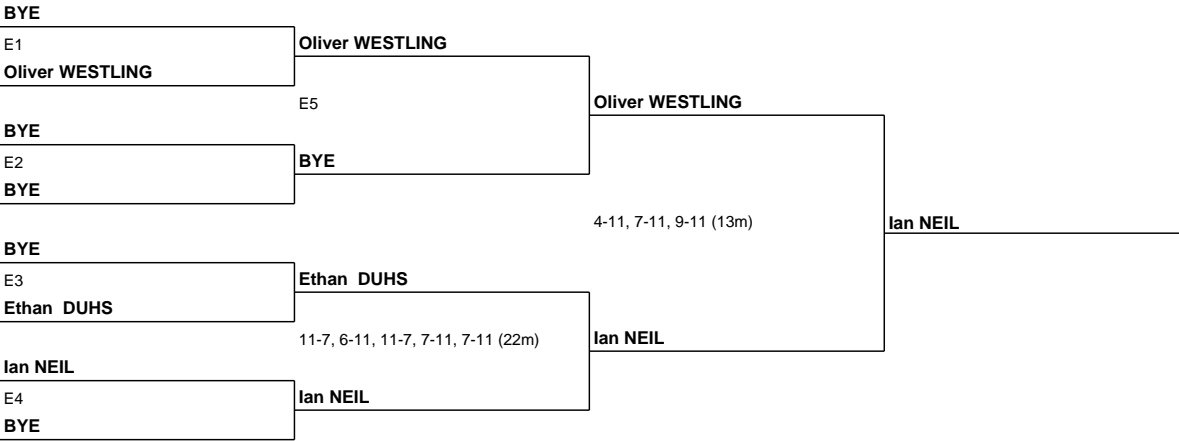 BYE
E1
Oliver WESTLING
BYE
E2
BYE
BYE
E3
Ethan  DUHS
Ian NEIL
E4
BYE
Oliver WESTLING
E5
BYE
Ethan  DUHS
11-7, 6-11, 11-7, 7-11, 7-11 (22m)
Ian NEIL
Oliver WESTLING
4-11, 7-11, 9-11 (13m)
Ian NEIL
Ian NEIL